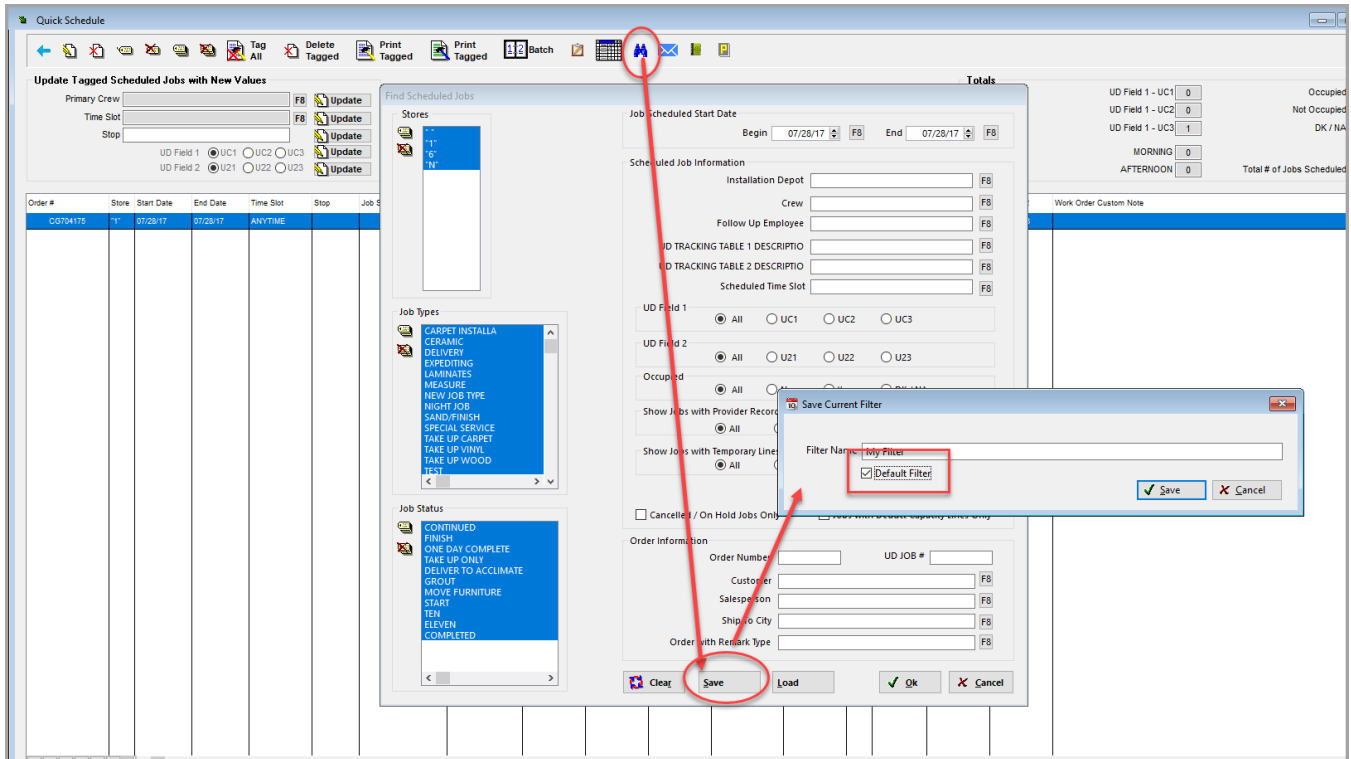 Quick Schedule
Tag All
Delete Tagged
Print Tagged
Print Tagged
1 2 Batch
Update Tagged Scheduled Jobs with New Values
Primary Crew F8 Update
Time Slot F8 Update
Stop Update
UD Field 1 UC1 UC2 UC3 Update
UD Field 2 U21 U22 U23 Update
Totals
UD Field 1 - UC1 0 Occupied
UD Field 1 - UC2 0 Not Occupied
UD Field 1 - UC3 1 DK / NA
MORNING 0
AFTERNOON 0 Total # of Jobs Scheduled
Order # Store Start Date End Date Time Slot Stop Job S Work Order Custom Note
CG704175 "1" 07/28/17 07/28/17 ANYTIME
Find Scheduled Jobs
Stores
" "
"1"
"6"
"N"
Job Types
CARPET INSTALLA
CERAMIC
DELIVERY
EXPEDITING
LAMINATES
MEASURE
NEW JOB TYPE
NIGHT JOB
SAND/FINISH
SPECIAL SERVICE
TAKE UP CARPET
TAKE UP VINYL
TAKE UP WOOD
TEST
Job Status
CONTINUED
FINISH
ONE DAY COMPLETE
TAKE UP ONLY
DELIVER TO ACCLIMATE
GROUT
MOVE FURNITURE
START
TEN
ELEVEN
COMPLETED
Job Scheduled Start Date
Begin 07/28/17 F8 End 07/28/17 F8
Scheduled Job Information
Installation Depot F8
Crew F8
Follow Up Employee F8
UD TRACKING TABLE 1 DESCRIPTIO F8
UD TRACKING TABLE 2 DESCRIPTIO F8
Scheduled Time Slot F8
UD Field 1
All UC1 UC2 UC3
UD Field 2
All U21 U22 U23
Occupied
All
Show Jobs with Provider Record
All
Show Jobs with Temporary Lines
All
Cancelled / On Hold Jobs Only Jobs with Deduct Capacity Lines Only
Order Information
Order Number UD JOB #
Customer F8
Salesperson F8
Ship To City F8
Order with Remark Type F8
Clear Save Load Ok Cancel
Save Current Filter
Filter Name My Filter
Default Filter
Save Cancel